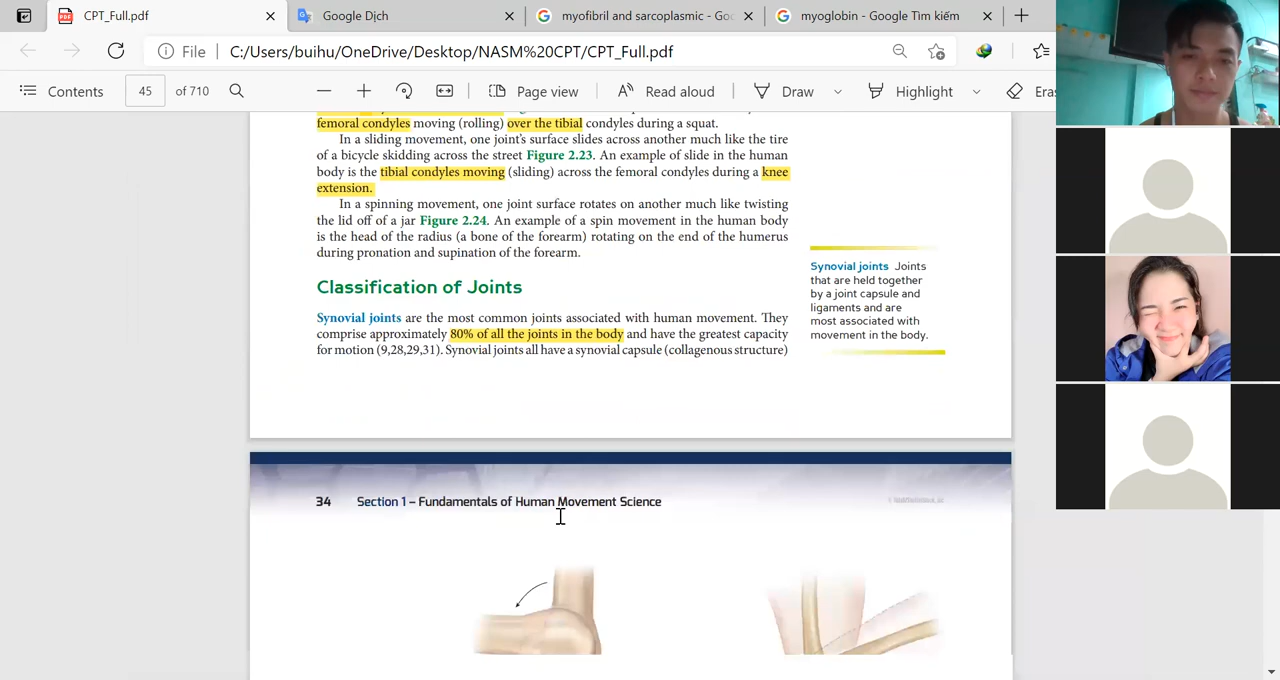 CPT_Full.pdf
Google Dịch
myofibril and sarcoplasmic - Goo
myoglobin - Google Tìm kiếm
File C:/Users/buihu/OneDrive/Desktop/NASM%20CPT/CPT_Full.pdf
Contents 45 of 710 Page view Read aloud Draw Highlight Eras
femoral condyles moving (rolling) over the tibial condyles during a squat.
In a sliding movement, one joint's surface slides across another much like the tire
of a bicycle skidding across the street Figure 2.23. An example of slide in the human
body is the tibial condyles moving (sliding) across the femoral condyles during a knee
extension.
In a spinning movement, one joint surface rotates on another much like twisting
the lid off of a jar Figure 2.24. An example of a spin movement in the human body
is the head of the radius (a bone of the forearm) rotating on the end of the humerus
during pronation and supination of the forearm.
Classification of Joints
Synovial joints are the most common joints associated with human movement. They
comprise approximately 80% of all the joints in the body and have the greatest capacity
for motion (9,28,29,31). Synovial joints all have a synovial capsule (collagenous structure)
Synovial joints Joints
that are held together
by a joint capsule and
ligaments and are
most associated with
movement in the body.
34 Section 1 – Fundamentals of Human Movement Science